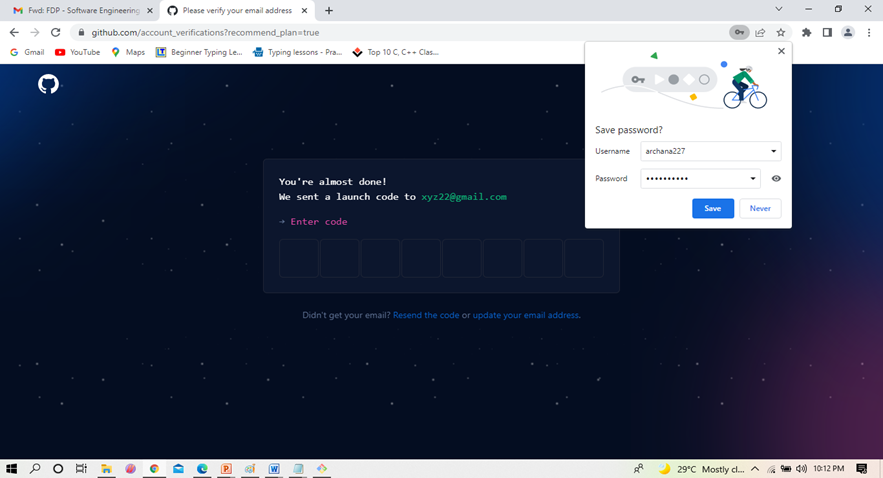 Fwd: FDP - Software Engineering
Please verify your email address
github.com/account_verifications?recommend_plan=true
Gmail
YouTube
Maps
Beginner Typing Le...
Typing lessons - Pra...
Top 10 C, C++ Clas...
Save password?
Username
archana227
Password
••••••••••
Save
Never
You're almost done!
We sent a launch code to xyz22@gmail.com
→ Enter code
Didn't get your email? Resend the code or update your email address.
29°C Mostly cl...
10:12 PM